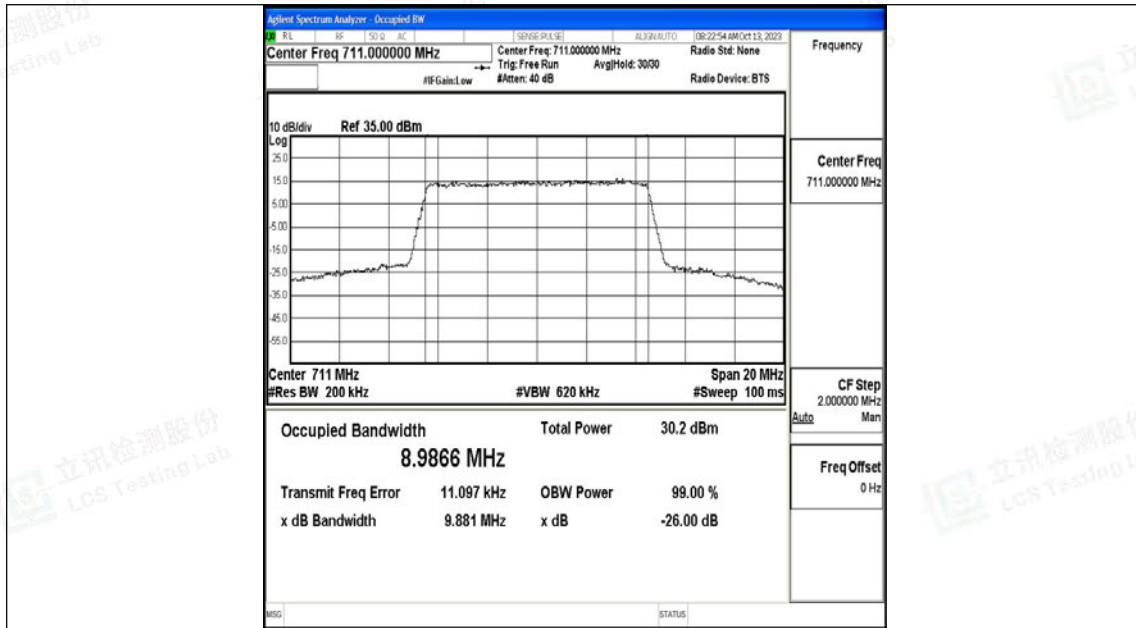 Agilent Spectrum Analyzer - Occupied BW
RL RF 50 Ω AC SENSE:PULSE ALIGNAUTO 08:22:54 AM Oct 13, 2023
Center Freq 711.000000 MHz
Center Freq: 711.000000 MHz
Radio Std: None
Trig: Free Run Avg|Hold: 30/30
#IFGain:Low
#Atten: 40 dB
Radio Device: BTS
Frequency
10 dB/div Ref 35.00 dBm
Log
25.0
15.0
5.00
-5.00
-15.0
-25.0
-35.0
-45.0
-55.0
Center 711 MHz
Span 20 MHz
#Res BW 200 kHz
#VBW 620 kHz
#Sweep 100 ms
Center Freq
711.000000 MHz
CF Step
2.000000 MHz
Auto Man
Freq Offset
0 Hz
Occupied Bandwidth
8.9866 MHz
Total Power 30.2 dBm
Transmit Freq Error 11.097 kHz
OBW Power 99.00 %
x dB Bandwidth 9.881 MHz
x dB -26.00 dB
MSG
STATUS
立讯检测股份
LCS Testing Lab
立讯检测股份
LCS Testing L